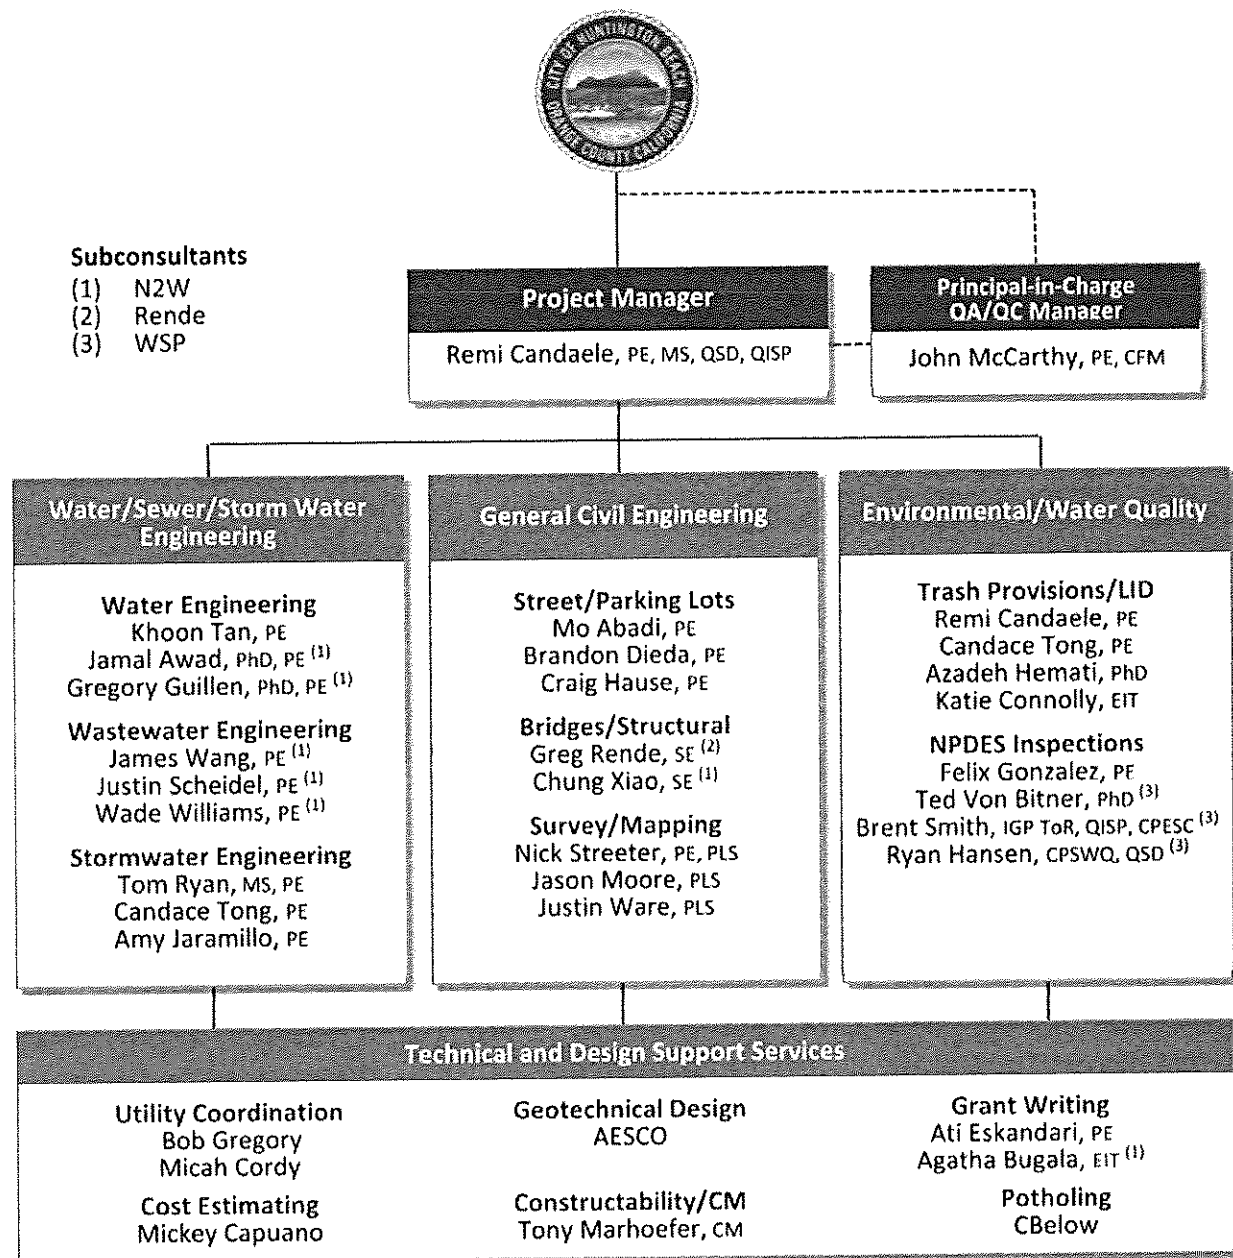 CITY OF HUNTINGTON BEACH
ORANGE COUNTY CALIFORNIA
Subconsultants
(1) N2W
(2) Rende
(3) WSP
Project Manager
Remi Candaele, PE, MS, QSD, QISP
Principal-in-Charge
QA/QC Manager
John McCarthy, PE, CFM
Water/Sewer/Storm Water
Engineering
Water Engineering
Khoon Tan, PE
Jamal Awad, PhD, PE (1)
Gregory Guillen, PhD, PE (1)
Wastewater Engineering
James Wang, PE (1)
Justin Scheidel, PE (1)
Wade Williams, PE (1)
Stormwater Engineering
Tom Ryan, MS, PE
Candace Tong, PE
Amy Jaramillo, PE
General Civil Engineering
Street/Parking Lots
Mo Abadi, PE
Brandon Dieda, PE
Craig Hause, PE
Bridges/Structural
Greg Rende, SE (2)
Chung Xiao, SE (1)
Survey/Mapping
Nick Streeter, PE, PLS
Jason Moore, PLS
Justin Ware, PLS
Environmental/Water Quality
Trash Provisions/LID
Remi Candaele, PE
Candace Tong, PE
Azadeh Hemati, PhD
Katie Connolly, EIT
NPDES Inspections
Felix Gonzalez, PE
Ted Von Bitner, PhD (3)
Brent Smith, IGP ToR, QISP, CPESC (3)
Ryan Hansen, CPSWQ, QSD (3)
Technical and Design Support Services
Utility Coordination
Bob Gregory
Micah Cordy
Cost Estimating
Mickey Capuano
Geotechnical Design
AESCO
Constructability/CM
Tony Marhoefer, CM
Grant Writing
Ati Eskandari, PE
Agatha Bugala, EIT (1)
Potholing
CBelow